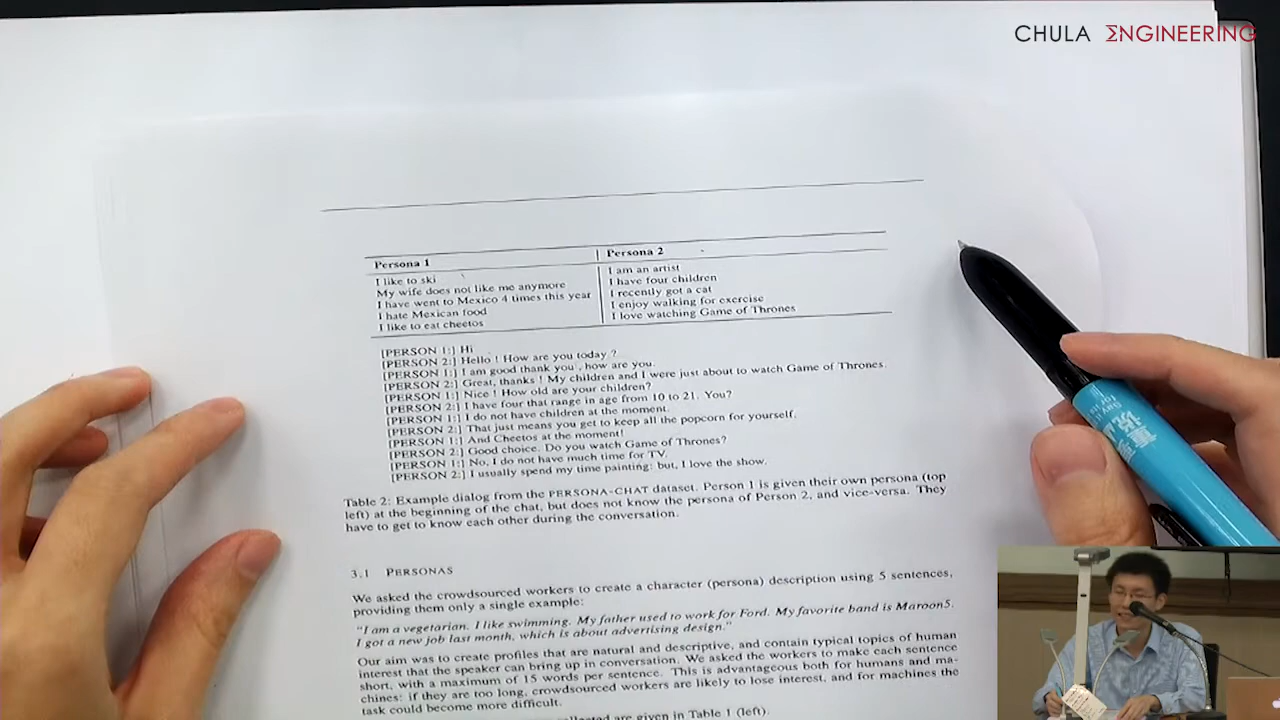 CHULA ΣNGINEERING
Persona 1 | Persona 2
I like to ski | I am an artist
My wife does not like me anymore | I have four children
I have went to Mexico 4 times this year | I recently got a cat
I hate Mexican food | I enjoy walking for exercise
I like to eat cheetos | I love watching Game of Thrones
[PERSON 1:] Hi
[PERSON 2:] Hello ! How are you today ?
[PERSON 1:] I am good thank you , how are you.
[PERSON 2:] Great, thanks ! My children and I were just about to watch Game of Thrones.
[PERSON 1:] Nice ! How old are your children?
[PERSON 2:] I have four that range in age from 10 to 21. You?
[PERSON 1:] I do not have children at the moment.
[PERSON 2:] That just means you get to keep all the popcorn for yourself.
[PERSON 1:] And Cheetos at the moment!
[PERSON 2:] Good choice. Do you watch Game of Thrones?
[PERSON 1:] No, I do not have much time for TV.
[PERSON 2:] I usually spend my time painting: but, I love the show.
Table 2: Example dialog from the PERSONA-CHAT dataset. Person 1 is given their own persona (top
left) at the beginning of the chat, but does not know the persona of Person 2, and vice-versa. They
have to get to know each other during the conversation.
3.1 PERSONAS
We asked the crowdsourced workers to create a character (persona) description using 5 sentences,
providing them only a single example:
"I am a vegetarian. I like swimming. My father used to work for Ford. My favorite band is Maroon5.
I got a new job last month, which is about advertising design."
Our aim was to create profiles that are natural and descriptive, and contain typical topics of human
interest that the speaker can bring up in conversation. We asked the workers to make each sentence
short, with a maximum of 15 words per sentence. This is advantageous both for humans and ma-
chines: if they are too long, crowdsourced workers are likely to lose interest, and for machines the
task could become more difficult.
collected are given in Table 1 (left).